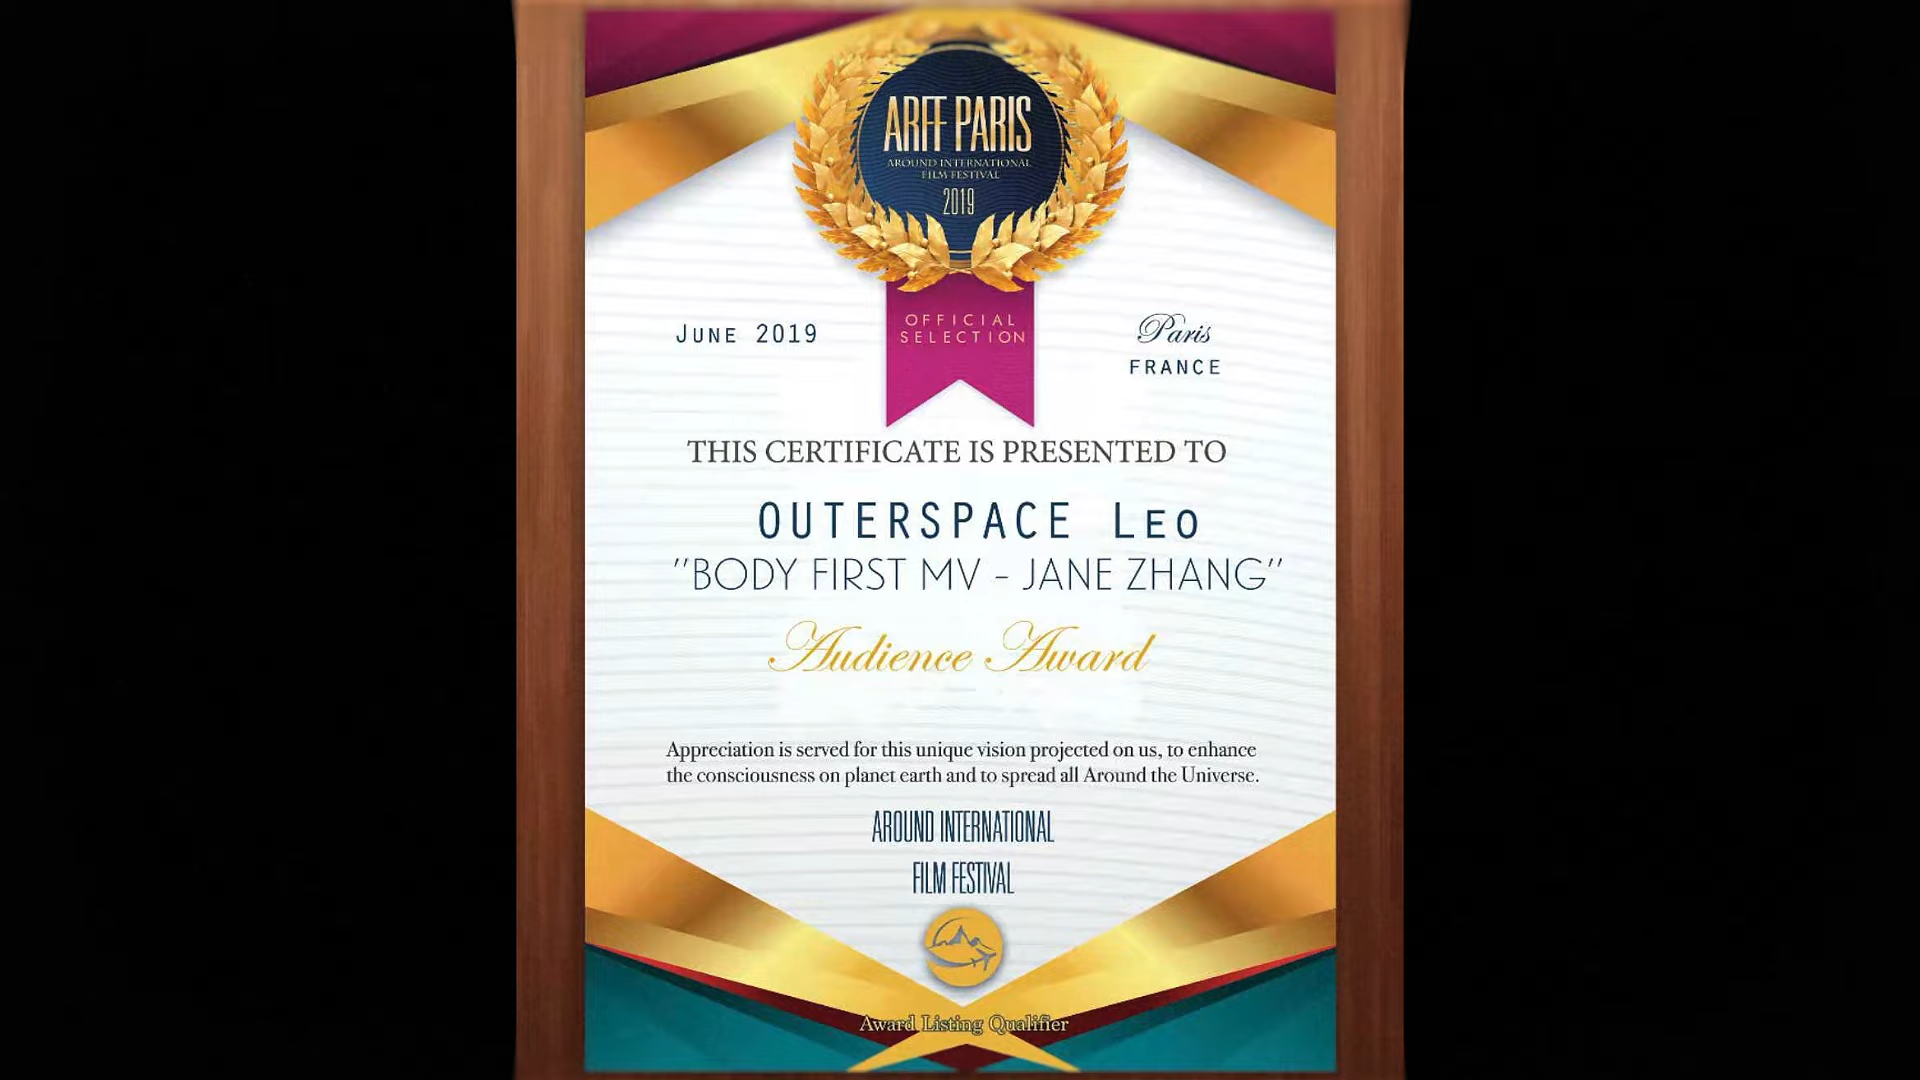 ARFF PARIS
AROUND INTERNATIONAL
FILM FESTIVAL
2019
OFFICIAL
SELECTION
JUNE 2019
Paris
FRANCE
THIS CERTIFICATE IS PRESENTED TO
OUTERSPACE LEO
"BODY FIRST MV - JANE ZHANG"
Audience Award
Appreciation is served for this unique vision projected on us, to enhance
the consciousness on planet earth and to spread all Around the Universe.
AROUND INTERNATIONAL
FILM FESTIVAL
Award Listing Qualifier